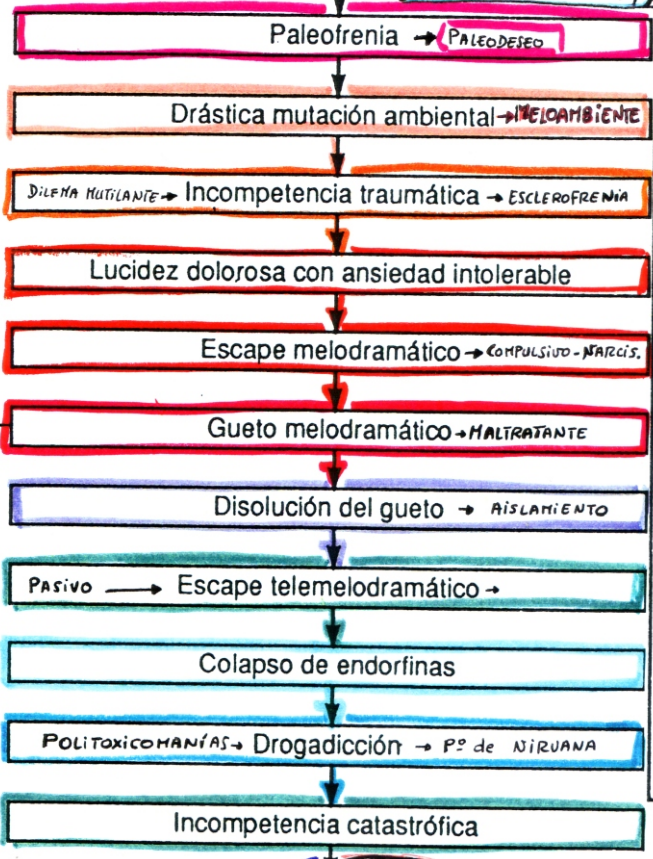 Paleofrenia → PALEODESEO
Drástica mutación ambiental → MELOAMBIENTE
DILEMA MUTILANTE → Incompetencia traumática → ESCLEROFRENIA
Lucidez dolorosa con ansiedad intolerable
Escape melodramático → COMPULSIVO - NARCIS.
Gueto melodramático → MALTRATANTE
Disolución del gueto → AISLAMIENTO
PASIVO → Escape telemelodramático →
Colapso de endorfinas
POLITOXICOMANÍAS → Drogadicción → Pº de NIRVANA
Incompetencia catastrófica